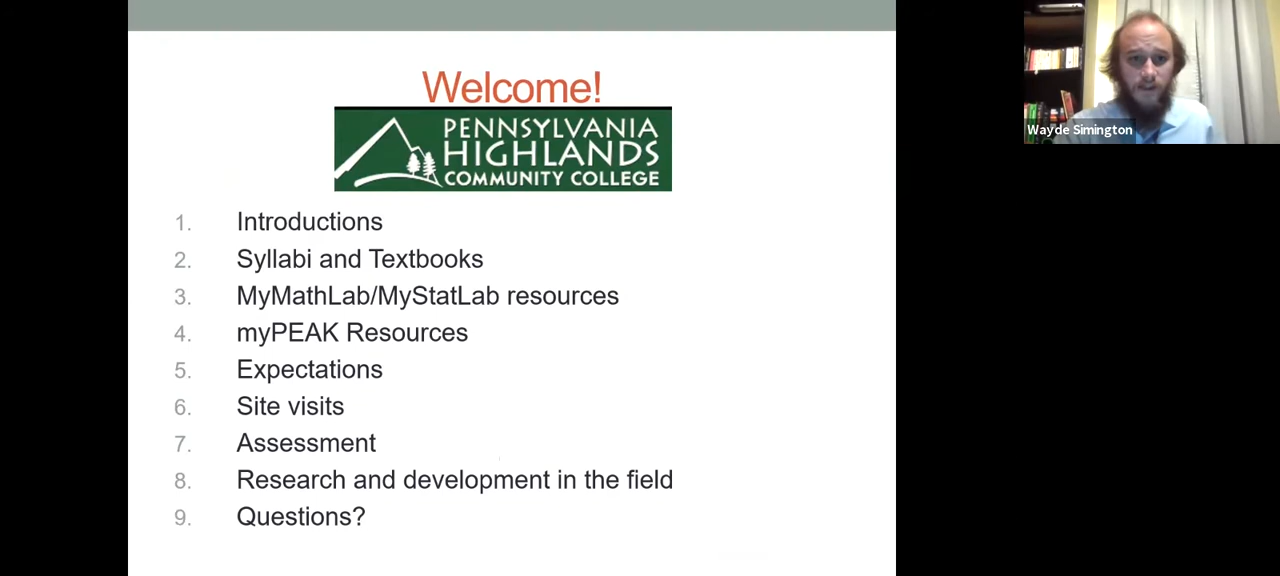 Welcome!
PENNSYLVANIA
HIGHLANDS
COMMUNITY COLLEGE
1. Introductions
2. Syllabi and Textbooks
3. MyMathLab/MyStatLab resources
4. myPEAK Resources
5. Expectations
6. Site visits
7. Assessment
8. Research and development in the field
9. Questions?
Wayde Simington